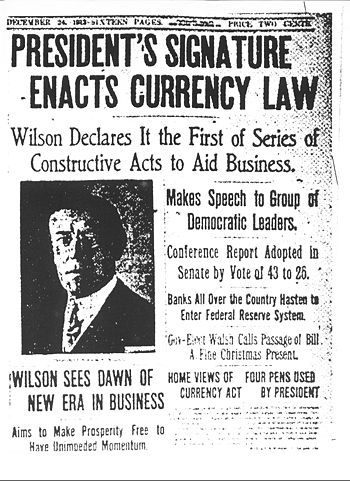 DECEMBER 24, 1913-SIXTEEN PAGES. PRICE TWO CENTS
PRESIDENT'S SIGNATURE
ENACTS CURRENCY LAW
Wilson Declares It the First of Series of
Constructive Acts to Aid Business.
Makes Speech to Group of
Democratic Leaders.
Conference Report Adopted in
Senate by Vote of 43 to 25.
Banks All Over the Country Hasten to
Enter Federal Reserve System.
Gov-Elect Walsh Calls Passage of Bill
A Fine Christmas Present.
WILSON SEES DAWN OF
NEW ERA IN BUSINESS
Aims to Make Prosperity Free to
Have Unimpeded Momentum.
HOME VIEWS OF
CURRENCY ACT
FOUR PENS USED
BY PRESIDENT